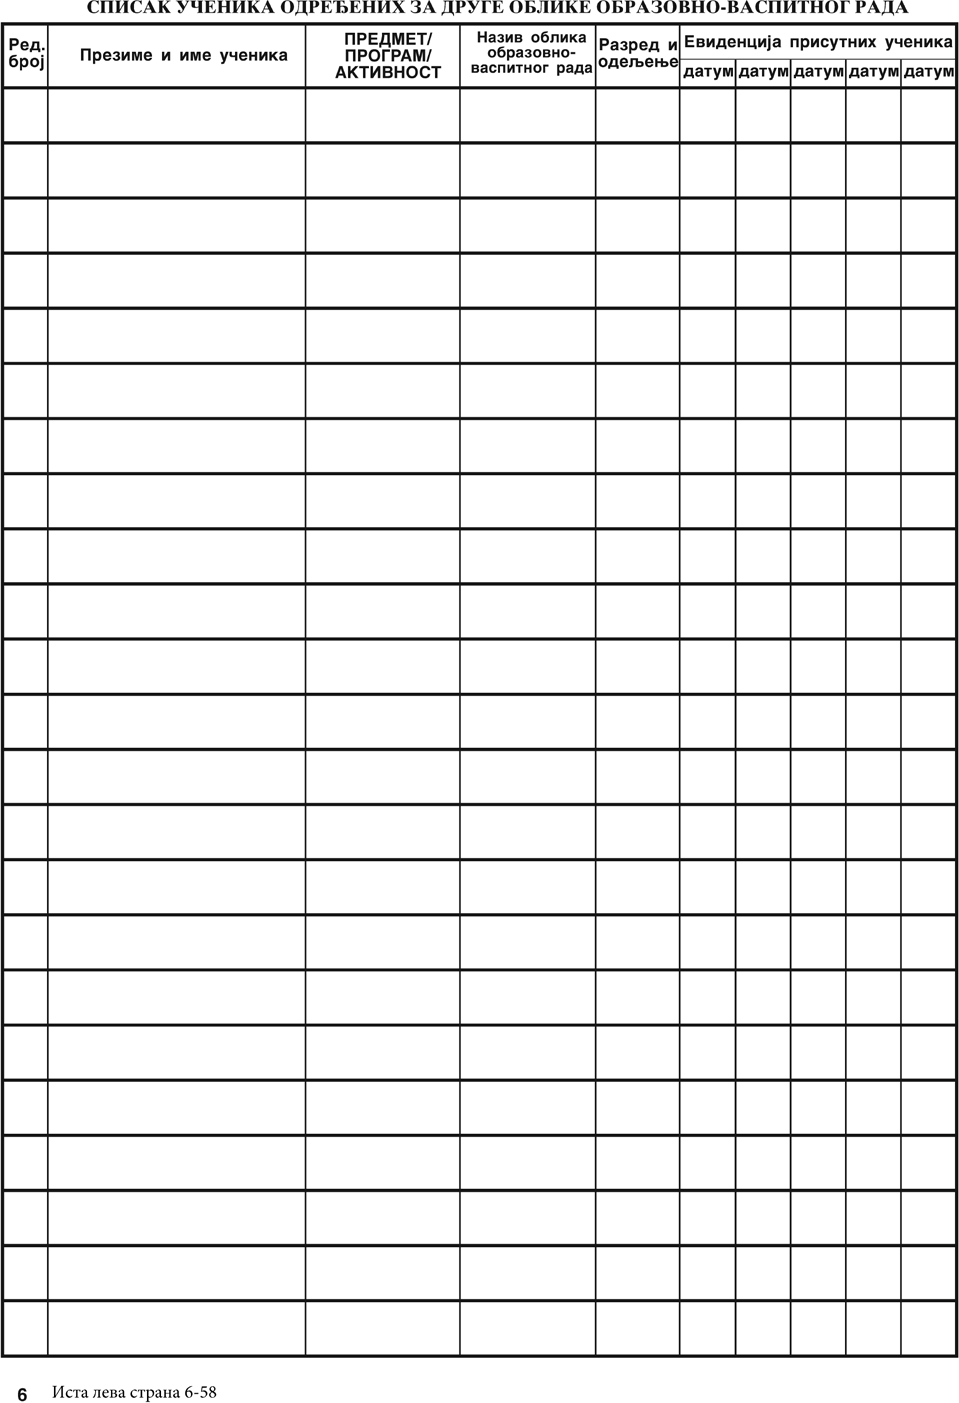 СПИСАК УЧЕНИКА ОДРЕЂЕНИХ ЗА ДРУГЕ ОБЛИКЕ ОБРАЗОВНО-ВАСПИТНОГ РАДА
Ред.
број
Презиме и име ученика
ПРЕДМЕТ/
ПРОГРАМ/
АКТИВНОСТ
Назив облика
образовно-
васпитног рада
Разред и
одељење
Евиденција присутних ученика
датум датум датум датум датум
6 Иста лева страна 6-58